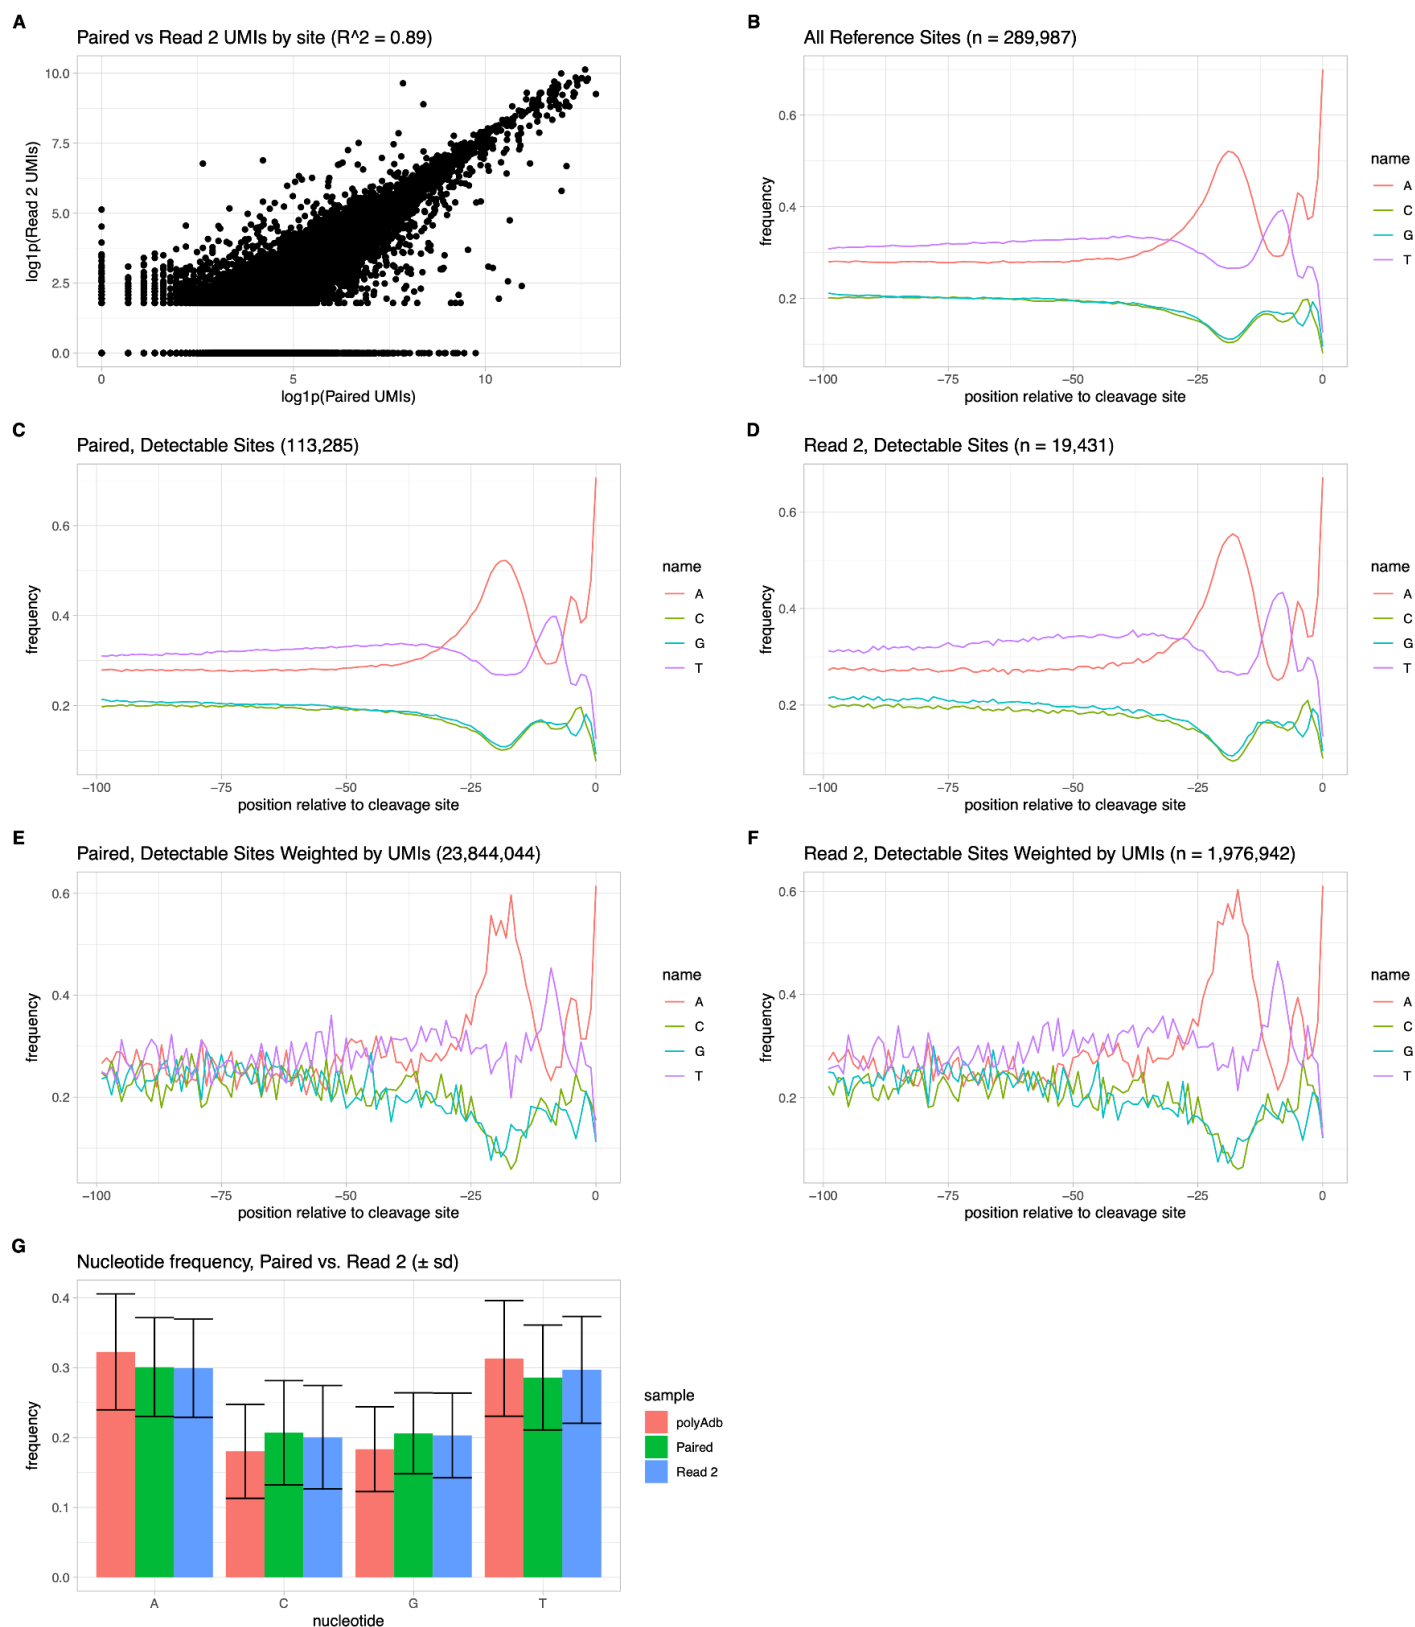 A
Paired vs Read 2 UMIs by site (R^2 = 0.89)
log1p(Read 2 UMIs)
10.0
7.5
5.0
2.5
0.0
0
5
10
log1p(Paired UMIs)
B
All Reference Sites (n = 289,987)
frequency
0.6
0.4
0.2
−100
−75
−50
−25
0
position relative to cleavage site
name
A
C
G
T
C
Paired, Detectable Sites (113,285)
frequency
0.6
0.4
0.2
−100
−75
−50
−25
0
position relative to cleavage site
name
A
C
G
T
D
Read 2, Detectable Sites (n = 19,431)
frequency
0.6
0.4
0.2
−100
−75
−50
−25
0
position relative to cleavage site
name
A
C
G
T
E
Paired, Detectable Sites Weighted by UMIs (23,844,044)
frequency
0.6
0.4
0.2
−100
−75
−50
−25
0
position relative to cleavage site
name
A
C
G
T
F
Read 2, Detectable Sites Weighted by UMIs (n = 1,976,942)
frequency
0.6
0.4
0.2
−100
−75
−50
−25
0
position relative to cleavage site
name
A
C
G
T
G
Nucleotide frequency, Paired vs. Read 2 (± sd)
frequency
0.4
0.3
0.2
0.1
0.0
A
C
G
T
nucleotide
sample
polyAdb
Paired
Read 2